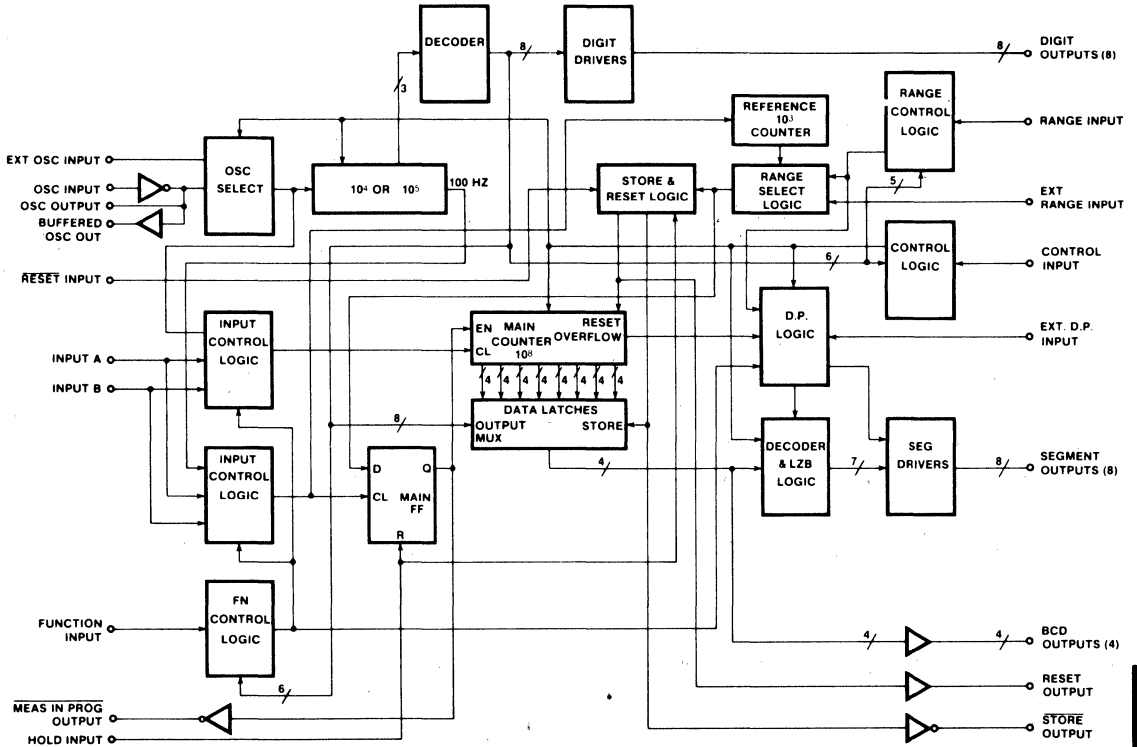 DECODER
8
DIGIT
DRIVERS
8
DIGIT
OUTPUTS (8)
3
REFERENCE
10³
COUNTER
RANGE
CONTROL
LOGIC
RANGE INPUT
EXT OSC INPUT
OSC INPUT
OSC OUTPUT
BUFFERED
OSC OUT
OSC
SELECT
10⁴ OR 10⁵
100 HZ
STORE &
RESET LOGIC
RANGE
SELECT
LOGIC
5
EXT
RANGE INPUT
RESET INPUT
6
CONTROL
LOGIC
CONTROL
INPUT
INPUT
CONTROL
LOGIC
EN
CL
MAIN
COUNTER
10⁸
RESET
OVERFLOW
D.P.
LOGIC
EXT. D.P.
INPUT
INPUT A
INPUT B
4 4 4 4 4 4 4 4
DATA LATCHES
OUTPUT
MUX
STORE
8
4
INPUT
CONTROL
LOGIC
D
Q
CL
MAIN
FF
R
DECODER
& LZB
LOGIC
7
SEG
DRIVERS
8
SEGMENT
OUTPUTS (8)
FUNCTION
INPUT
FN
CONTROL
LOGIC
6
4
4
BCD
OUTPUTS (4)
RESET
OUTPUT
STORE
OUTPUT
MEAS IN PROG
OUTPUT
HOLD INPUT